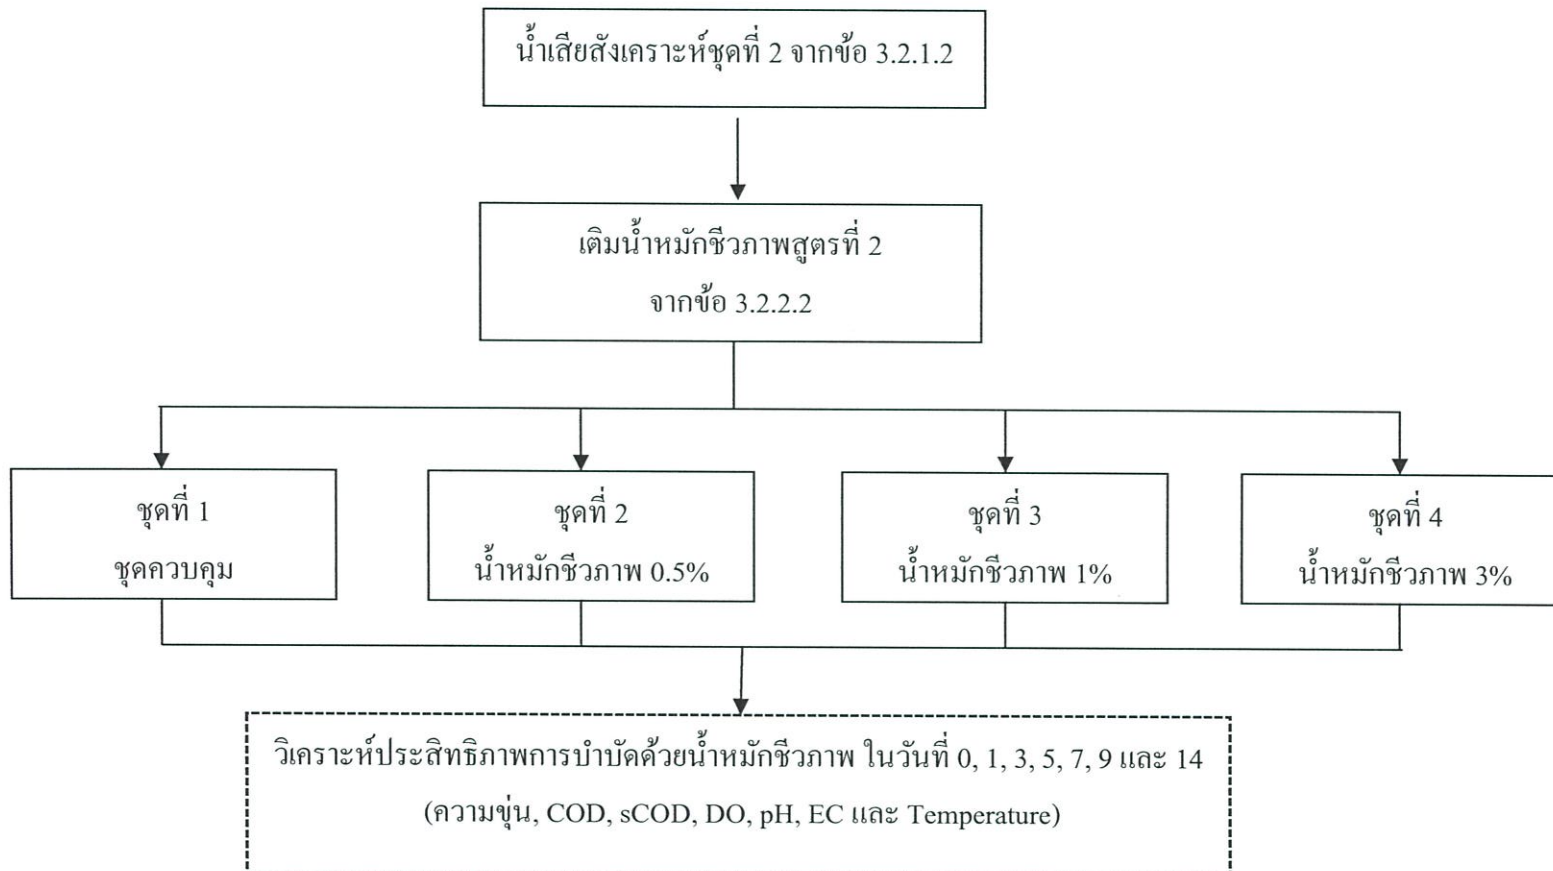 น้ำเสียสังเคราะห์ชุดที่ 2 จากข้อ 3.2.1.2
เติมน้ำหมักชีวภาพสูตรที่ 2
จากข้อ 3.2.2.2
ชุดที่ 1
ชุดควบคุม
ชุดที่ 2
น้ำหมักชีวภาพ 0.5%
ชุดที่ 3
น้ำหมักชีวภาพ 1%
ชุดที่ 4
น้ำหมักชีวภาพ 3%
วิเคราะห์ประสิทธิภาพการบำบัดด้วยน้ำหมักชีวภาพ ในวันที่ 0, 1, 3, 5, 7, 9 และ 14
(ความขุ่น, COD, sCOD, DO, pH, EC และ Temperature)